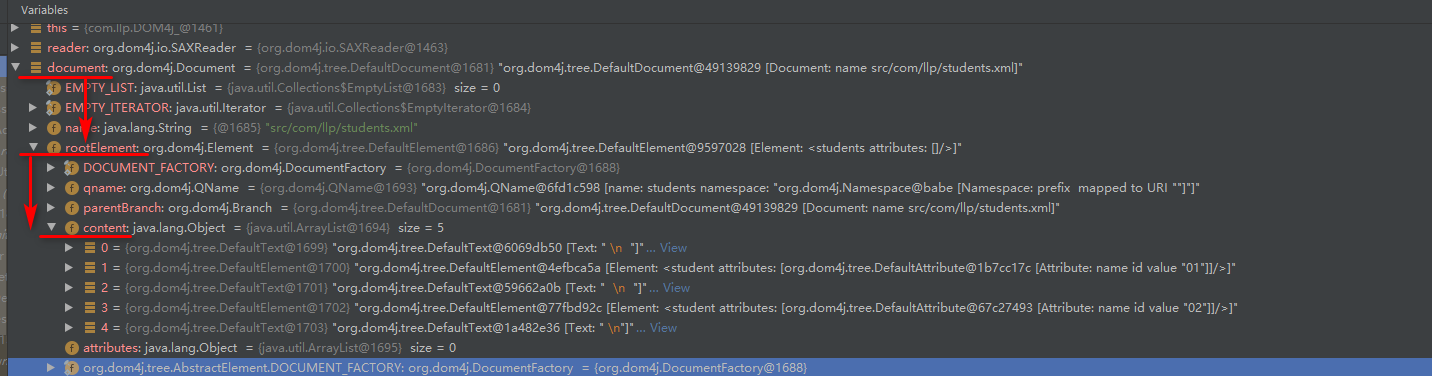 Variables
this = {com.llp.DOM4j_@1461}
reader: org.dom4j.io.SAXReader = {org.dom4j.io.SAXReader@1463}
document: org.dom4j.Document = {org.dom4j.tree.DefaultDocument@1681} "org.dom4j.tree.DefaultDocument@49139829 [Document: name src/com/llp/students.xml]"
EMPTY_LIST: java.util.List = {java.util.Collections$EmptyList@1683} size = 0
EMPTY_ITERATOR: java.util.Iterator = {java.util.Collections$EmptyIterator@1684}
name: java.lang.String = {@1685} "src/com/llp/students.xml"
rootElement: org.dom4j.Element = {org.dom4j.tree.DefaultElement@1686} "org.dom4j.tree.DefaultElement@9597028 [Element: <students attributes: []/>]"
DOCUMENT_FACTORY: org.dom4j.DocumentFactory = {org.dom4j.DocumentFactory@1688}
qname: org.dom4j.QName = {org.dom4j.QName@1693} "org.dom4j.QName@6fd1c598 [name: students namespace: "org.dom4j.Namespace@babe [Namespace: prefix mapped to URI ""]"]"
parentBranch: org.dom4j.Branch = {org.dom4j.tree.DefaultDocument@1681} "org.dom4j.tree.DefaultDocument@49139829 [Document: name src/com/llp/students.xml]"
content: java.lang.Object = {java.util.ArrayList@1694} size = 5
0 = {org.dom4j.tree.DefaultText@1699} "org.dom4j.tree.DefaultText@6069db50 [Text: " \n "]"... View
1 = {org.dom4j.tree.DefaultElement@1700} "org.dom4j.tree.DefaultElement@4efbca5a [Element: <student attributes: [org.dom4j.tree.DefaultAttribute@1b7cc17c [Attribute: name id value "01"]]/>]"
2 = {org.dom4j.tree.DefaultText@1701} "org.dom4j.tree.DefaultText@59662a0b [Text: " \n "]"... View
3 = {org.dom4j.tree.DefaultElement@1702} "org.dom4j.tree.DefaultElement@77fbd92c [Element: <student attributes: [org.dom4j.tree.DefaultAttribute@67c27493 [Attribute: name id value "02"]]/>]"
4 = {org.dom4j.tree.DefaultText@1703} "org.dom4j.tree.DefaultText@1a482e36 [Text: " \n"]"... View
attributes: java.lang.Object = {java.util.ArrayList@1695} size = 0
org.dom4j.tree.AbstractElement.DOCUMENT_FACTORY: org.dom4j.DocumentFactory = {org.dom4j.DocumentFactory@1688}